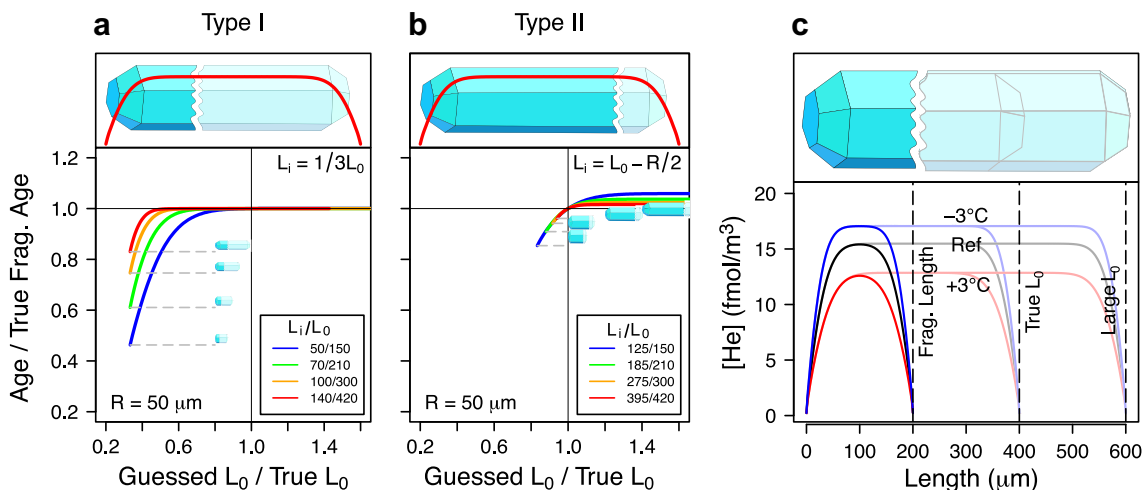 a
Type I
b
Type II
c
Age / True Frag. Age
1.2
1.0
0.8
0.6
0.4
0.2
L_i = 1/3L_0
L_i/L_0
50/150
70/210
100/300
140/420
R = 50 μm
0.2
0.6
1.0
1.4
Guessed L_0 / True L_0
L_i = L_0 − R/2
L_i/L_0
125/150
185/210
275/300
395/420
R = 50 μm
0.2
0.6
1.0
1.4
Guessed L_0 / True L_0
[He] (fmol/m³)
20
15
10
5
0
−3°C
Ref
+3°C
Frag. Length
True L_0
Large L_0
0
100
200
300
400
500
600
Length (μm)